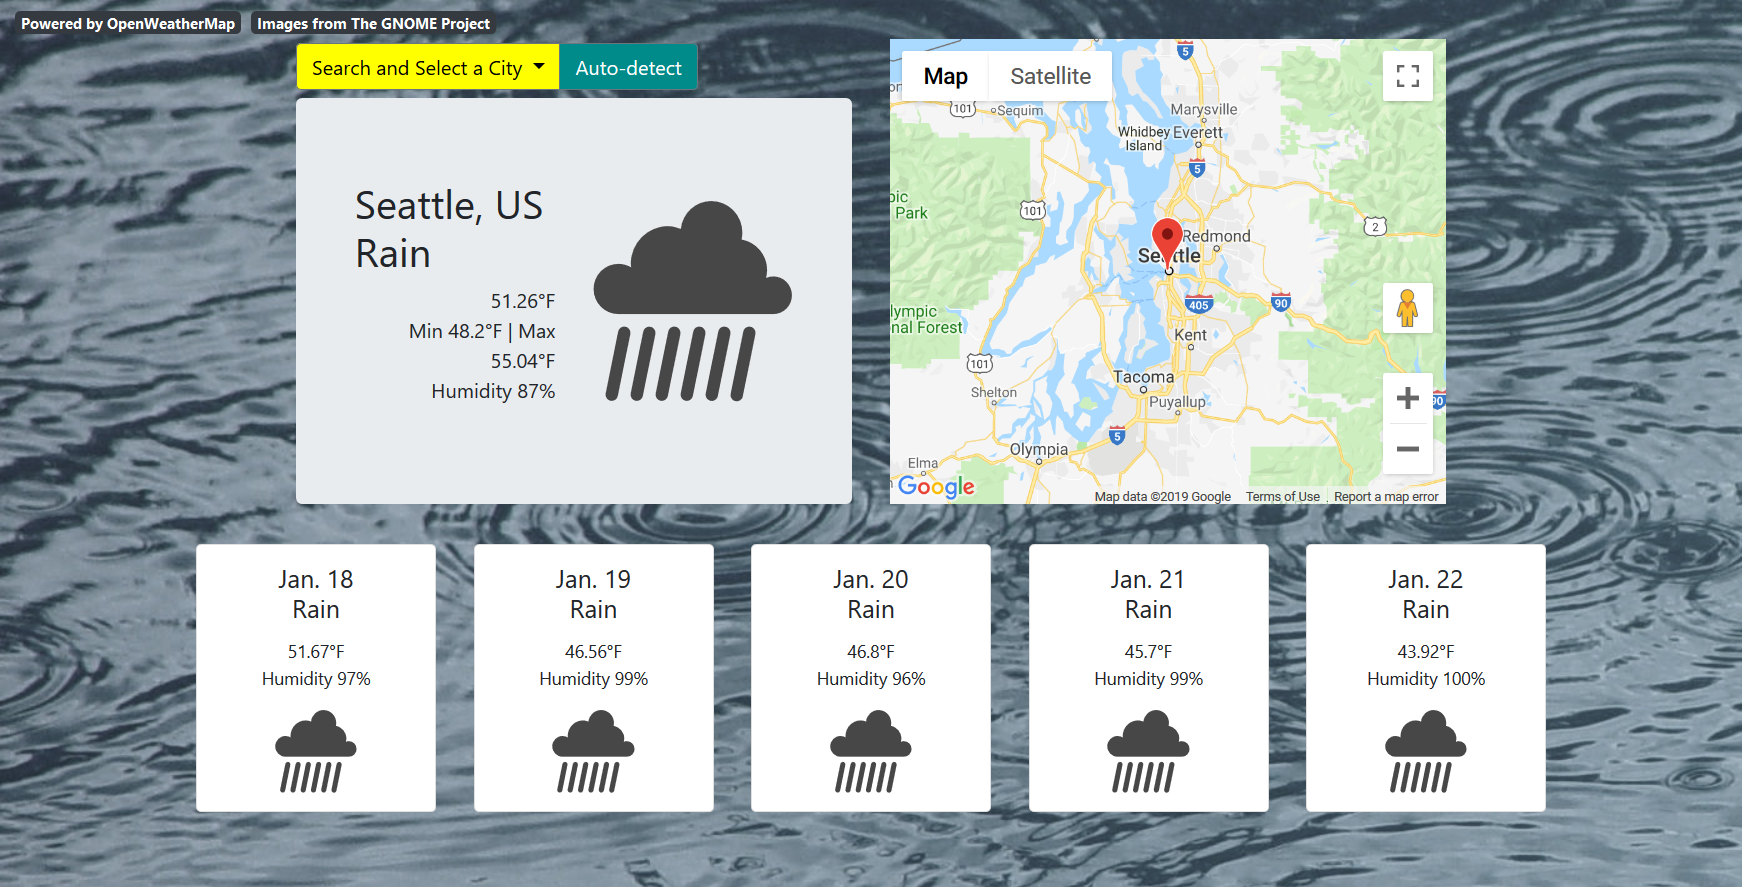 Powered by OpenWeatherMap Images from The GNOME Project
Search and Select a City Auto-detect
Seattle, US
Rain
51.26°F
Min 48.2°F | Max
55.04°F
Humidity 87%
Map Satellite
5
101 Sequim
Marysville
Whidbey
Island
Everett
5
Park
101
2
Redmond
Seattle
405
90
National Forest
Kent
101
Tacoma
Shelton
Puyallup
90
5
Olympia
Elma
Google
Map data ©2019 Google Terms of Use Report a map error
Jan. 18
Rain
51.67°F
Humidity 97%
Jan. 19
Rain
46.56°F
Humidity 99%
Jan. 20
Rain
46.8°F
Humidity 96%
Jan. 21
Rain
45.7°F
Humidity 99%
Jan. 22
Rain
43.92°F
Humidity 100%